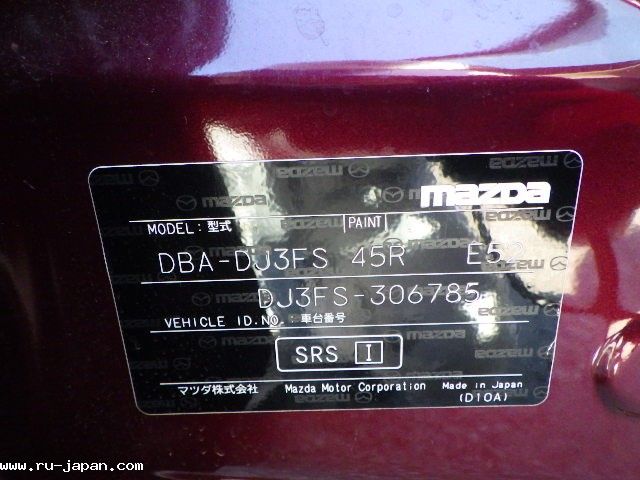 mazda
MODEL:型式 PAINT
DBA-DJ3FS 45R E52
DJ3FS-306785
VEHICLE ID.NO.:車台番号
SRS I
マツダ株式会社 Mazda Motor Corporation Made in Japan
(D10A)
www.ru-japan.com